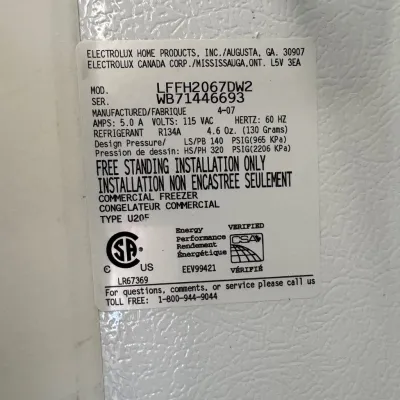 ELECTROLUX HOME PRODUCTS, INC./AUGUSTA, GA. 30907
ELECTROLUX CANADA CORP./MISSISSAUGA,ONT. L5V 3EA
MOD. LFFH2067DW2
SER. WB71446693
MANUFACTURED/FABRIQUE 4-07
AMPS: 5.0 A VOLTS: 115 VAC HERTZ: 60 HZ
REFRIGERANT R134A 4.6 Oz. (130 Grams)
Design Pressure/ LS/PB 140 PSIG(965 KPa)
Pression de dessin: HS/PH 320 PSIG(2206 KPa)
FREE STANDING INSTALLATION ONLY
INSTALLATION NON ENCASTREE SEULEMENT
COMMERCIAL FREEZER
CONGELATEUR COMMERCIAL
TYPE U20F
SA
C US
LR67369
Energy
Performance
Rendement
Énergétique
EEV99421
VERIFIED
CSA
VÉRIFIÉ
For questions, comments, or service please call
TOLL FREE: 1-800-944-9044